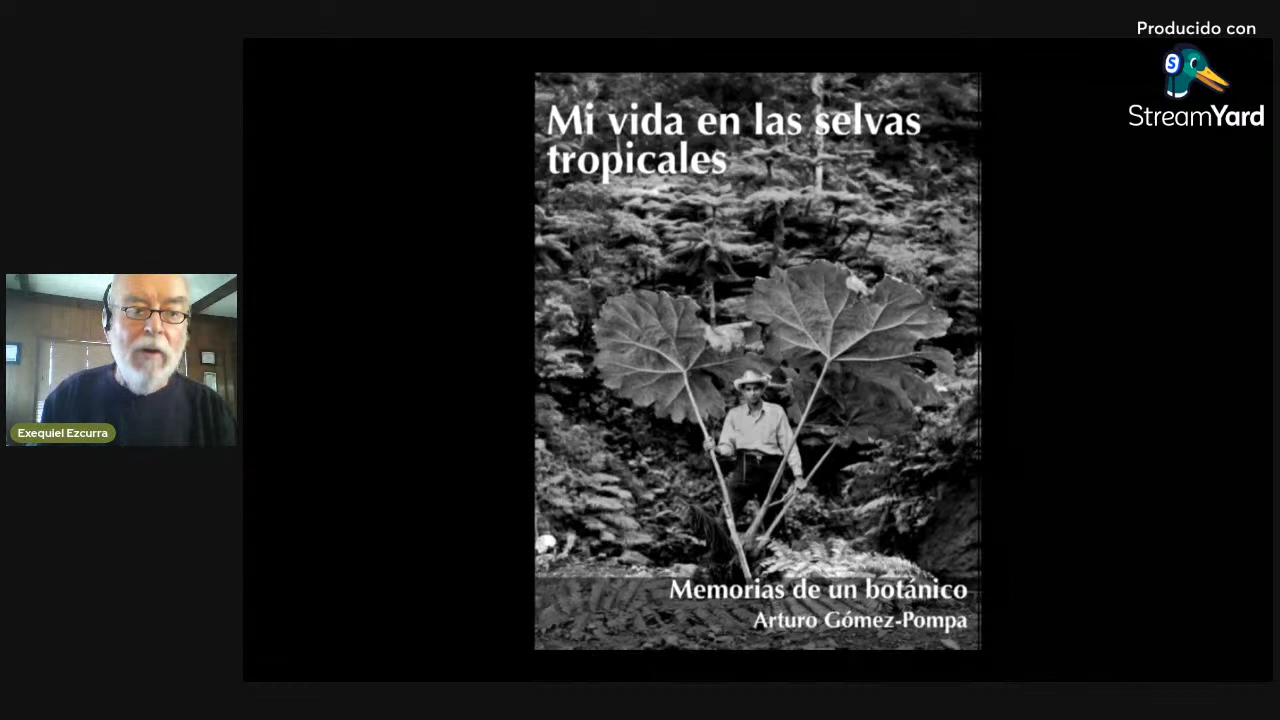 Producido con
StreamYard
Mi vida en las selvas
tropicales
Exequiel Ezcurra
Memorias de un botánico
Arturo Gómez-Pompa